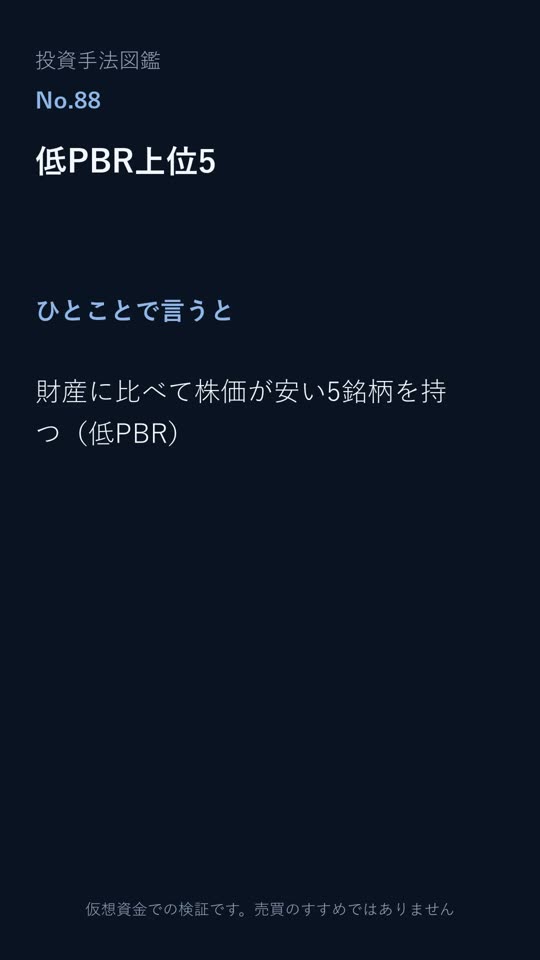 投資手法図鑑
No.88
低PBR上位5
ひとことで言うと
財産に比べて株価が安い5銘柄を持
つ（低PBR）
仮想資金での検証です。売買のすすめではありません